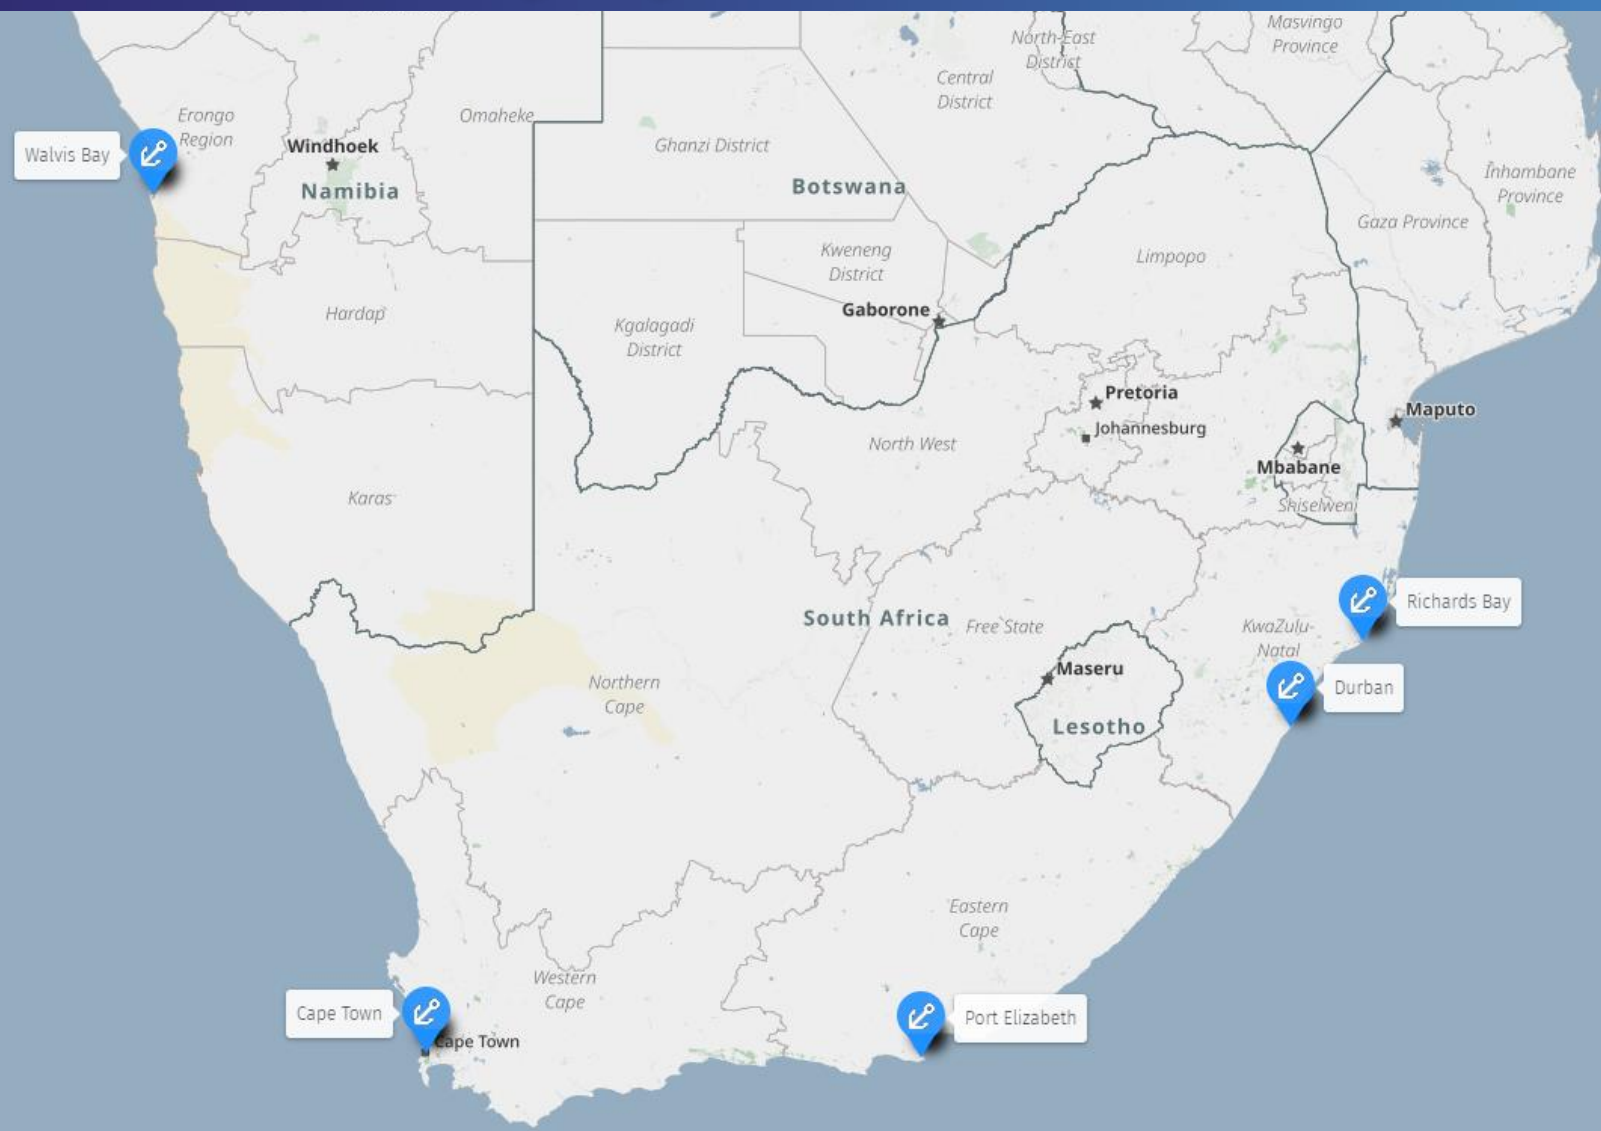 Masvingo
Province
North-East
District
Central
District
Erongo
Region
Omaheke
Walvis Bay
Windhoek
Namibia
Ghanzi District
Botswana
Inhambane
Province
Gaza Province
Kweneng
District
Limpopo
Hardap
Gaborone
Kgalagadi
District
Pretoria
Johannesburg
Maputo
North West
Mbabane
Shiselweni
Karas
Richards Bay
South Africa
Free State
KwaZulu-
Natal
Maseru
Durban
Northern
Cape
Lesotho
Eastern
Cape
Western
Cape
Cape Town
Port Elizabeth
Cape Town